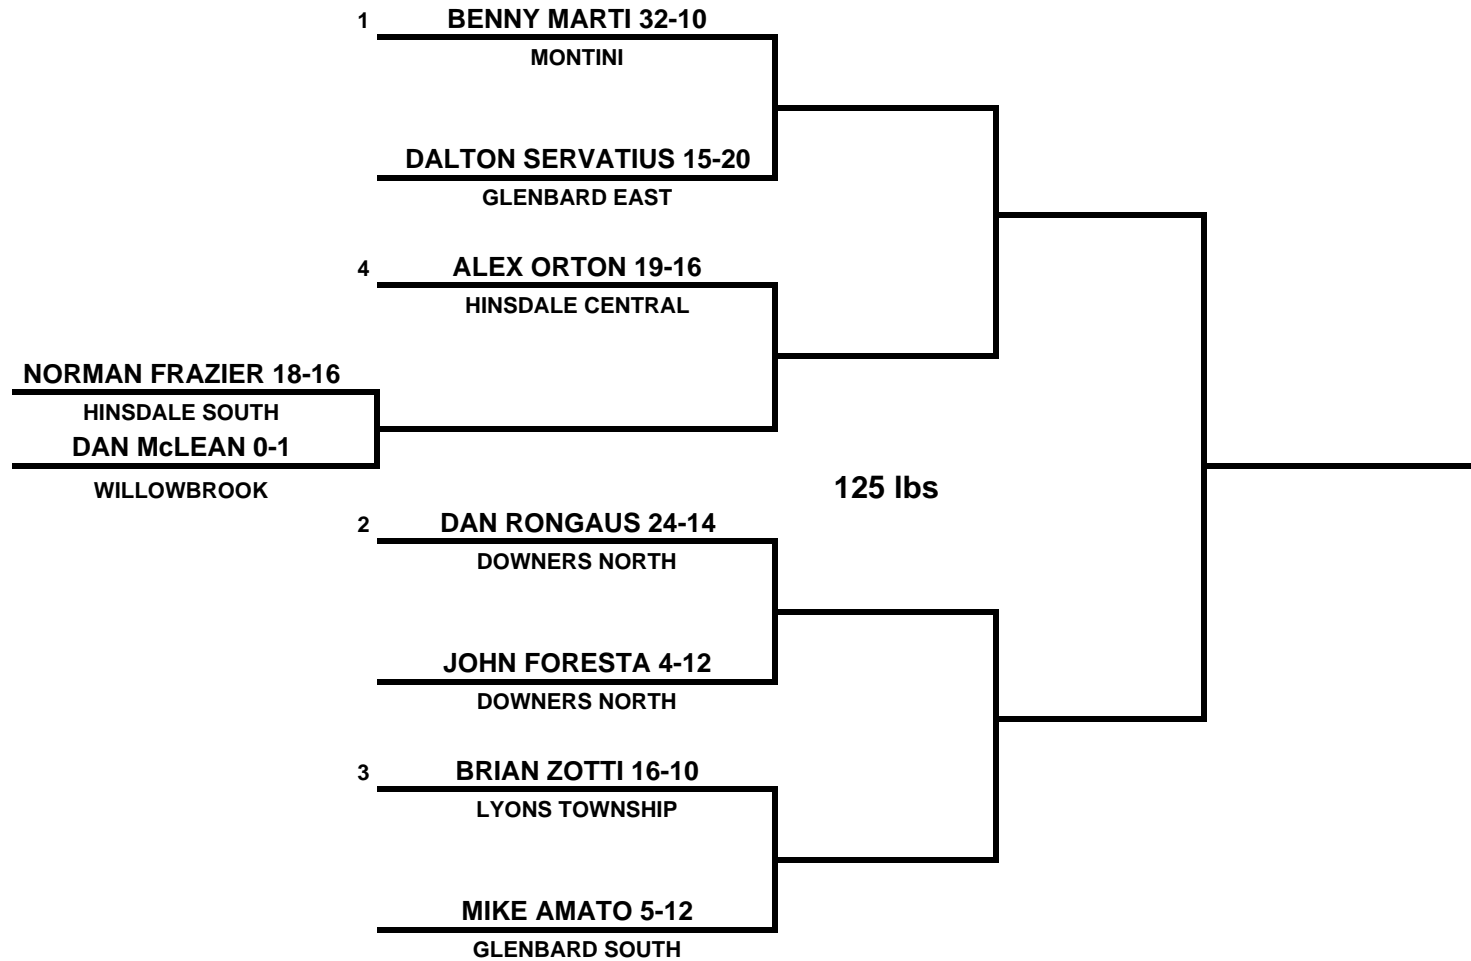 1
BENNY MARTI 32-10
MONTINI
DALTON SERVATIUS 15-20
GLENBARD EAST
4
ALEX ORTON 19-16
HINSDALE CENTRAL
NORMAN FRAZIER 18-16
HINSDALE SOUTH
DAN McLEAN 0-1
WILLOWBROOK
125 lbs
2
DAN RONGAUS 24-14
DOWNERS NORTH
JOHN FORESTA 4-12
DOWNERS NORTH
3
BRIAN ZOTTI 16-10
LYONS TOWNSHIP
MIKE AMATO 5-12
GLENBARD SOUTH